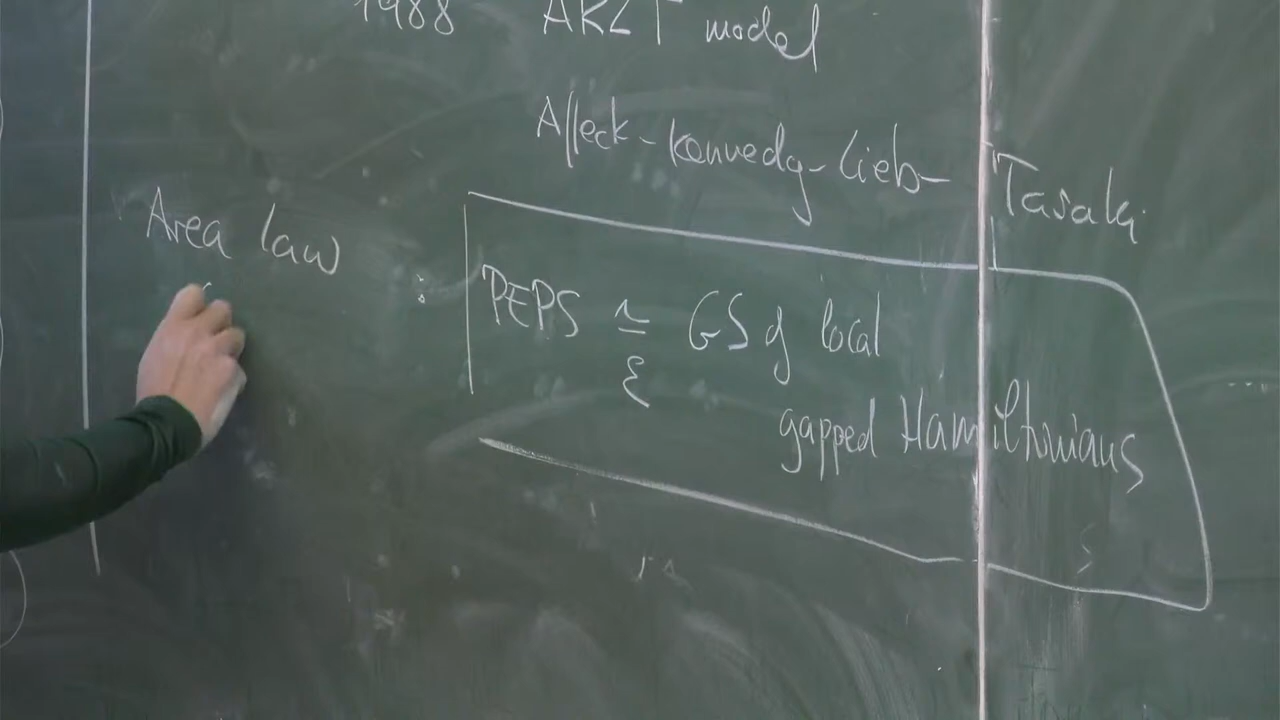 1988 AKLT model
Affleck-Kennedy-Lieb-Tasaki
Area law
PEPS ≃ GS of local
ε
gapped Hamiltonians